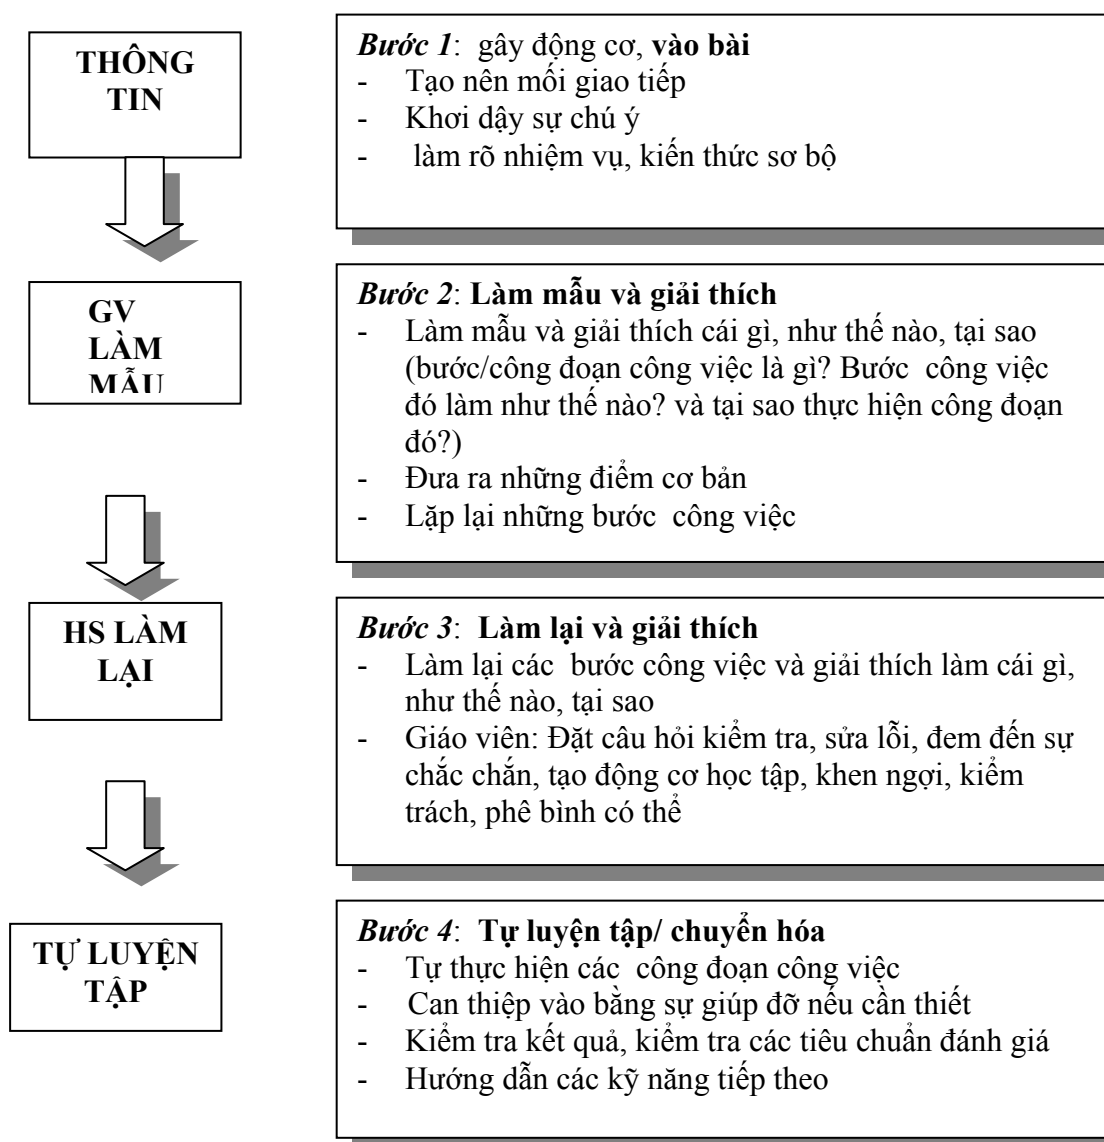 THÔNG
TIN
Bước 1: gây động cơ, vào bài
- Tạo nên mối giao tiếp
- Khơi dậy sự chú ý
- làm rõ nhiệm vụ, kiến thức sơ bộ
GV
LÀM
MẪU
Bước 2: Làm mẫu và giải thích
- Làm mẫu và giải thích cái gì, như thế nào, tại sao
(bước/công đoạn công việc là gì? Bước công việc
đó làm như thế nào? và tại sao thực hiện công đoạn
đó?)
- Đưa ra những điểm cơ bản
- Lặp lại những bước công việc
HS LÀM
LẠI
Bước 3: Làm lại và giải thích
- Làm lại các bước công việc và giải thích làm cái gì,
như thế nào, tại sao
- Giáo viên: Đặt câu hỏi kiểm tra, sửa lỗi, đem đến sự
chắc chắn, tạo động cơ học tập, khen ngợi, kiểm
trách, phê bình có thể
TỰ LUYỆN
TẬP
Bước 4: Tự luyện tập/ chuyển hóa
- Tự thực hiện các công đoạn công việc
- Can thiệp vào bằng sự giúp đỡ nếu cần thiết
- Kiểm tra kết quả, kiểm tra các tiêu chuẩn đánh giá
- Hướng dẫn các kỹ năng tiếp theo